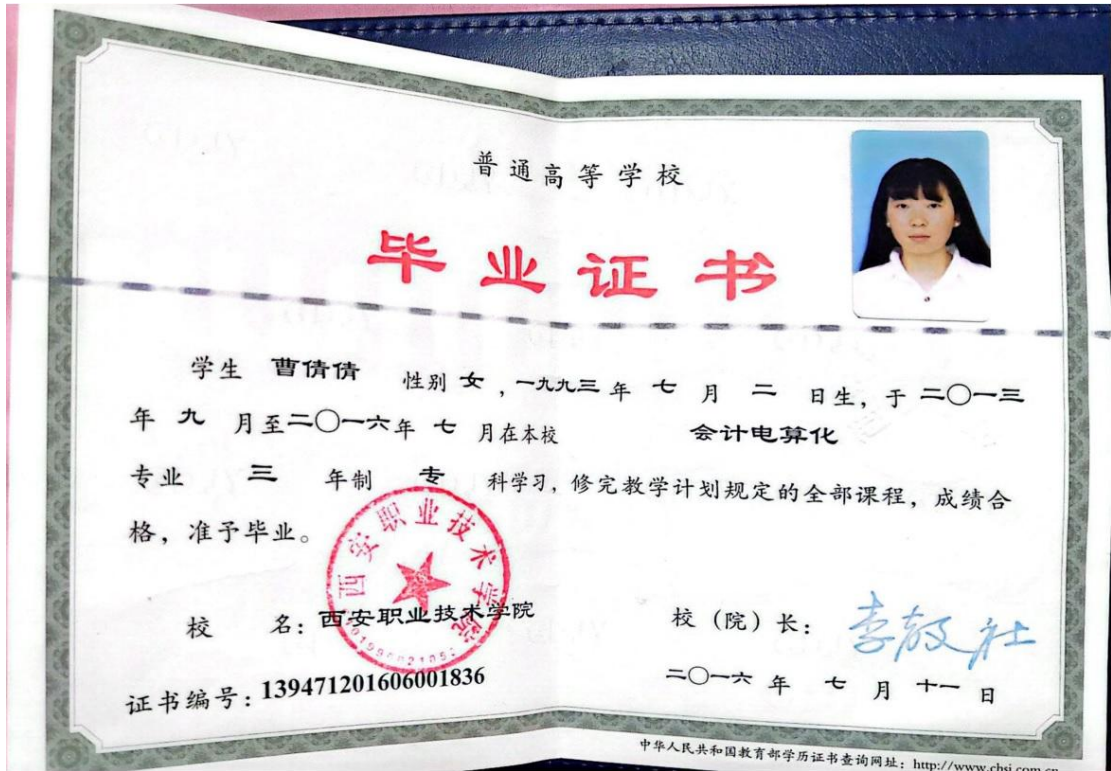 普通高等学校
毕业证书
学生 曹倩倩 性别 女，一九九三年 七 月 二 日生，于 二〇一三
年 九 月至二〇一六年 七 月在本校 会计电算化
专业 三 年制 专 科学习，修完教学计划规定的全部课程，成绩合
格，准予毕业。
西安职业技术学院
校 名：西安职业技术学院 校（院）长：
证书编号：139471201606001836 二〇一六 年 七 月 十一 日
中华人民共和国教育部学历证书查询网址：http://www.chsi.com.cn